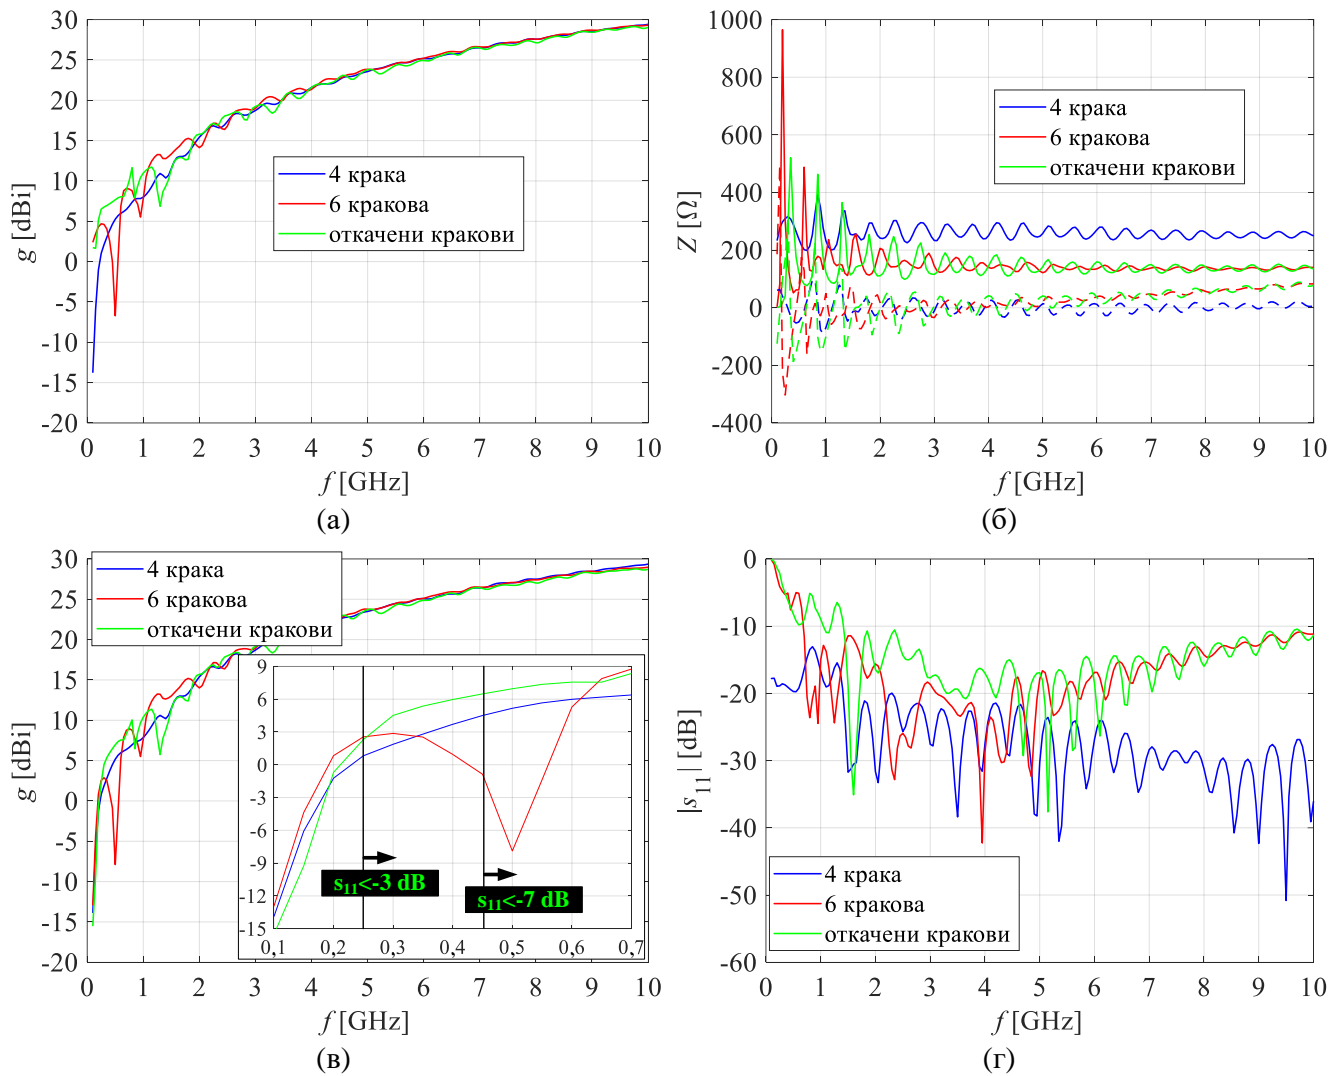 30
25
20
15
10
5
0
-5
-10
-15
-20
g [dBi]
4 крака
6 кракова
откачени кракови
0 1 2 3 4 5 6 7 8 9 10
f [GHz]
(а)
1000
800
600
400
200
0
-200
-400
Z [Ω]
4 крака
6 кракова
откачени кракови
0 1 2 3 4 5 6 7 8 9 10
f [GHz]
(б)
30
25
20
15
10
5
0
-5
-10
-15
-20
g [dBi]
4 крака
6 кракова
откачени кракови
9
6
3
0
-3
-6
-9
-12
-15
s11<-3 dB
s11<-7 dB
0,1 0,2 0,3 0,4 0,5 0,6 0,7
0 1 2 3 4 5 6 7 8 9 10
f [GHz]
(в)
0
-10
-20
-30
-40
-50
-60
|s11| [dB]
4 крака
6 кракова
откачени кракови
0 1 2 3 4 5 6 7 8 9 10
f [GHz]
(г)